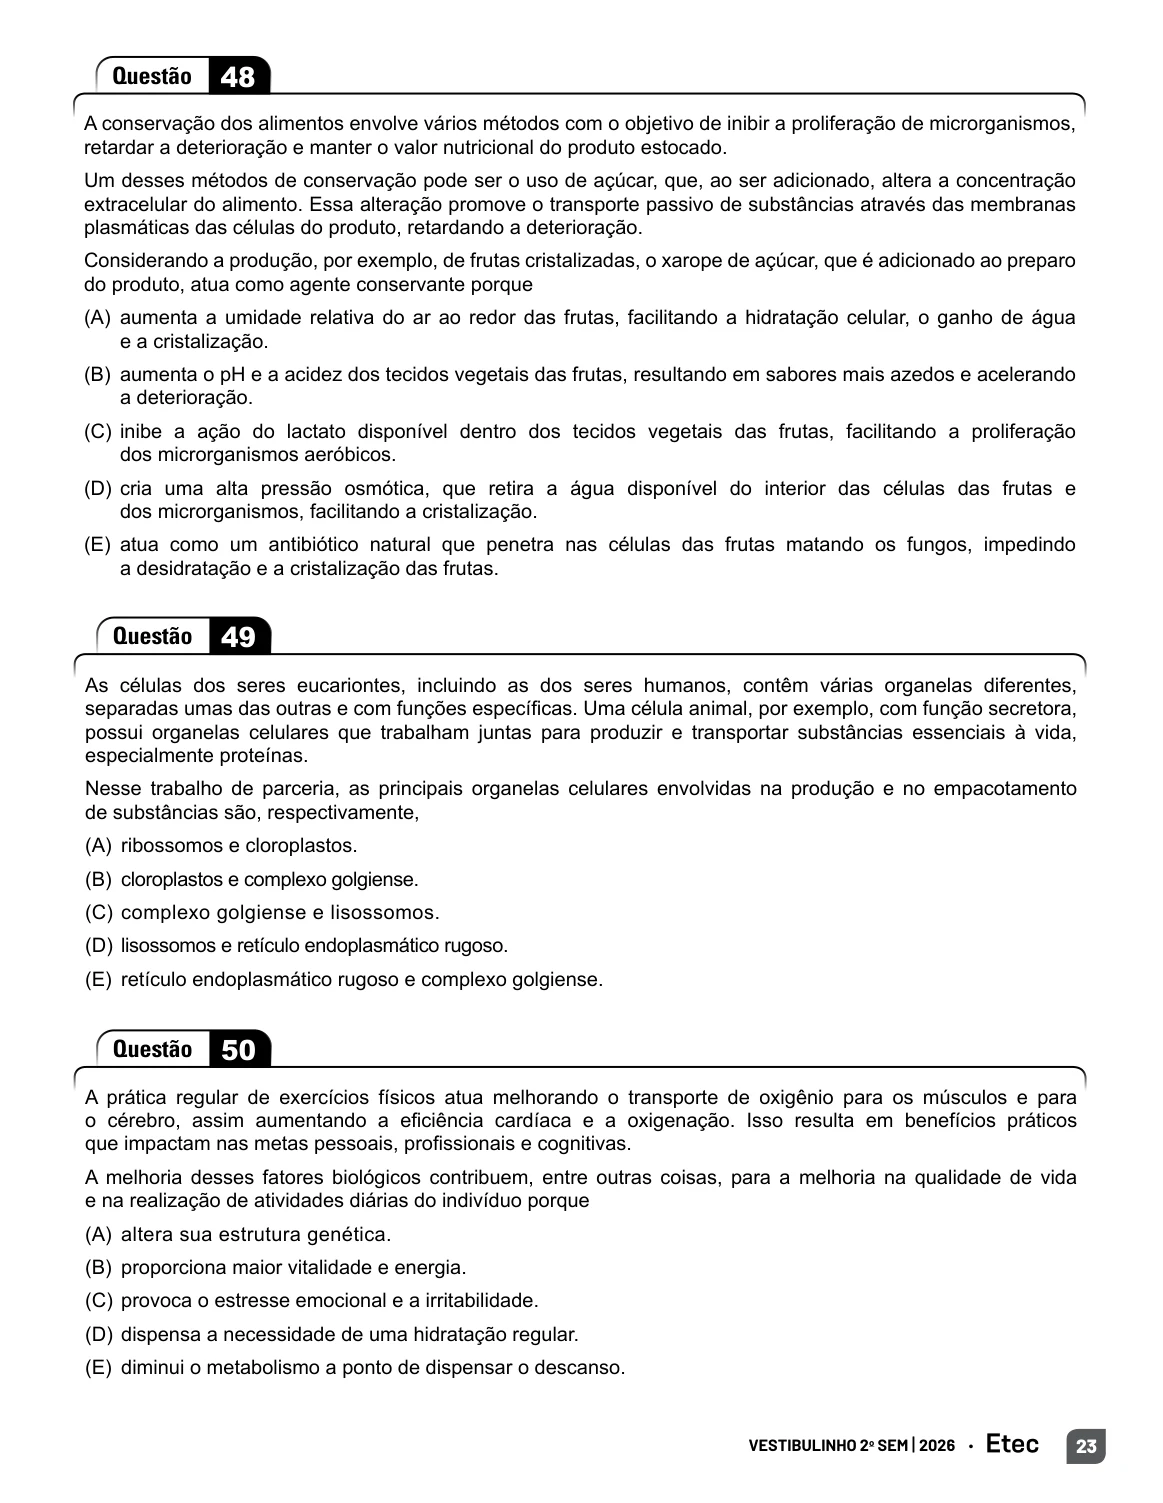 Questão 48
A conservação dos alimentos envolve vários métodos com o objetivo de inibir a proliferação de microrganismos,
retardar a deterioração e manter o valor nutricional do produto estocado.
Um desses métodos de conservação pode ser o uso de açúcar, que, ao ser adicionado, altera a concentração
extracelular do alimento. Essa alteração promove o transporte passivo de substâncias através das membranas
plasmáticas das células do produto, retardando a deterioração.
Considerando a produção, por exemplo, de frutas cristalizadas, o xarope de açúcar, que é adicionado ao preparo
do produto, atua como agente conservante porque
(A) aumenta a umidade relativa do ar ao redor das frutas, facilitando a hidratação celular, o ganho de água
e a cristalização.
(B) aumenta o pH e a acidez dos tecidos vegetais das frutas, resultando em sabores mais azedos e acelerando
a deterioração.
(C) inibe a ação do lactato disponível dentro dos tecidos vegetais das frutas, facilitando a proliferação
dos microrganismos aeróbicos.
(D) cria uma alta pressão osmótica, que retira a água disponível do interior das células das frutas e
dos microrganismos, facilitando a cristalização.
(E) atua como um antibiótico natural que penetra nas células das frutas matando os fungos, impedindo
a desidratação e a cristalização das frutas.
Questão 49
As células dos seres eucariontes, incluindo as dos seres humanos, contêm várias organelas diferentes,
separadas umas das outras e com funções específicas. Uma célula animal, por exemplo, com função secretora,
possui organelas celulares que trabalham juntas para produzir e transportar substâncias essenciais à vida,
especialmente proteínas.
Nesse trabalho de parceria, as principais organelas celulares envolvidas na produção e no empacotamento
de substâncias são, respectivamente,
(A) ribossomos e cloroplastos.
(B) cloroplastos e complexo golgiense.
(C) complexo golgiense e lisossomos.
(D) lisossomos e retículo endoplasmático rugoso.
(E) retículo endoplasmático rugoso e complexo golgiense.
Questão 50
A prática regular de exercícios físicos atua melhorando o transporte de oxigênio para os músculos e para
o cérebro, assim aumentando a eficiência cardíaca e a oxigenação. Isso resulta em benefícios práticos
que impactam nas metas pessoais, profissionais e cognitivas.
A melhoria desses fatores biológicos contribuem, entre outras coisas, para a melhoria na qualidade de vida
e na realização de atividades diárias do indivíduo porque
(A) altera sua estrutura genética.
(B) proporciona maior vitalidade e energia.
(C) provoca o estresse emocional e a irritabilidade.
(D) dispensa a necessidade de uma hidratação regular.
(E) diminui o metabolismo a ponto de dispensar o descanso.
VESTIBULINHO 2º SEM | 2026 • Etec 23